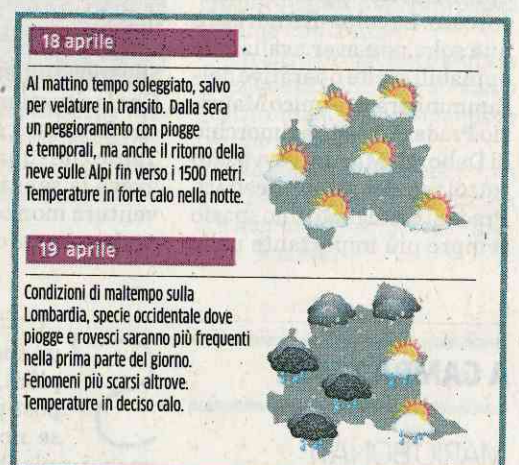 18 aprile
Al mattino tempo soleggiato, salvo
per velature in transito. Dalla sera
un peggioramento con piogge
e temporali, ma anche il ritorno della
neve sulle Alpi fin verso i 1500 metri.
Temperature in forte calo nella notte.
19 aprile
Condizioni di maltempo sulla
Lombardia, specie occidentale dove
piogge e rovesci saranno più frequenti
nella prima parte del giorno.
Fenomeni più scarsi altrove.
Temperature in deciso calo.